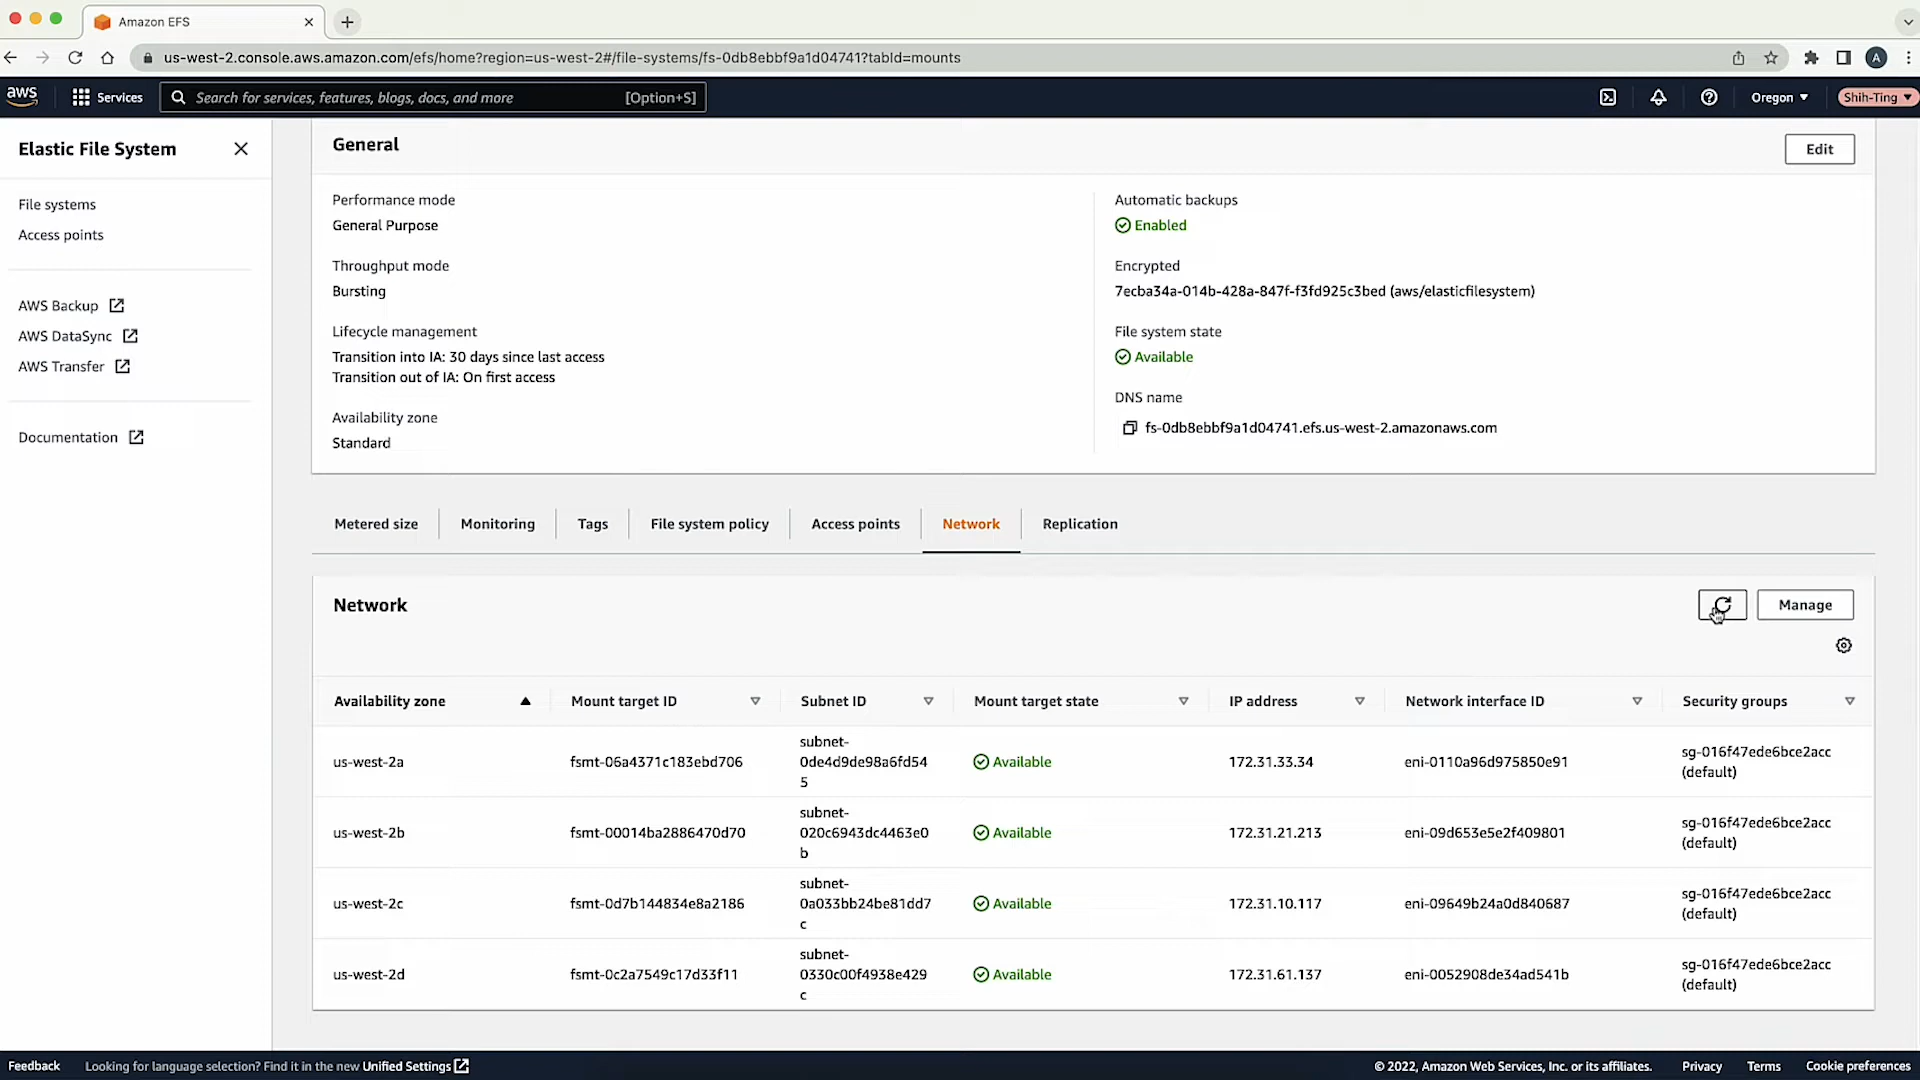 Amazon EFS
us-west-2.console.aws.amazon.com/efs/home?region=us-west-2#/file-systems/fs-0db8ebbf9a1d04741?tabId=mounts
A
aws
Services
Search for services, features, blogs, docs, and more
[Option+S]
Oregon
Shih-Ting
Elastic File System
File systems
Access points
AWS Backup
AWS DataSync
AWS Transfer
Documentation
General
Edit
Performance mode
General Purpose
Throughput mode
Bursting
Lifecycle management
Transition into IA: 30 days since last access
Transition out of IA: On first access
Availability zone
Standard
Automatic backups
Enabled
Encrypted
7ecba34a-014b-428a-847f-f3fd925c3bed (aws/elasticfilesystem)
File system state
Available
DNS name
fs-0db8ebbf9a1d04741.efs.us-west-2.amazonaws.com
Metered size
Monitoring
Tags
File system policy
Access points
Network
Replication
Network
Manage
Availability zone
Mount target ID
Subnet ID
Mount target state
IP address
Network interface ID
Security groups
us-west-2a
fsmt-06a4371c183ebd706
subnet-
0de4d9de98a6fd54
5
Available
172.31.33.34
eni-0110a96d975850e91
sg-016f47ede6bce2acc
(default)
us-west-2b
fsmt-00014ba2886470d70
subnet-
020c6943dc4463e0
b
Available
172.31.21.213
eni-09d653e5e2f409801
sg-016f47ede6bce2acc
(default)
us-west-2c
fsmt-0d7b144834e8a2186
subnet-
0a033bb24be81dd7
c
Available
172.31.10.117
eni-09649b24a0d840687
sg-016f47ede6bce2acc
(default)
us-west-2d
fsmt-0c2a7549c17d33f11
subnet-
0330c00f4938e429
c
Available
172.31.61.137
eni-0052908de34ad541b
sg-016f47ede6bce2acc
(default)
Feedback
Looking for language selection? Find it in the new Unified Settings
© 2022, Amazon Web Services, Inc. or its affiliates.
Privacy
Terms
Cookie preferences